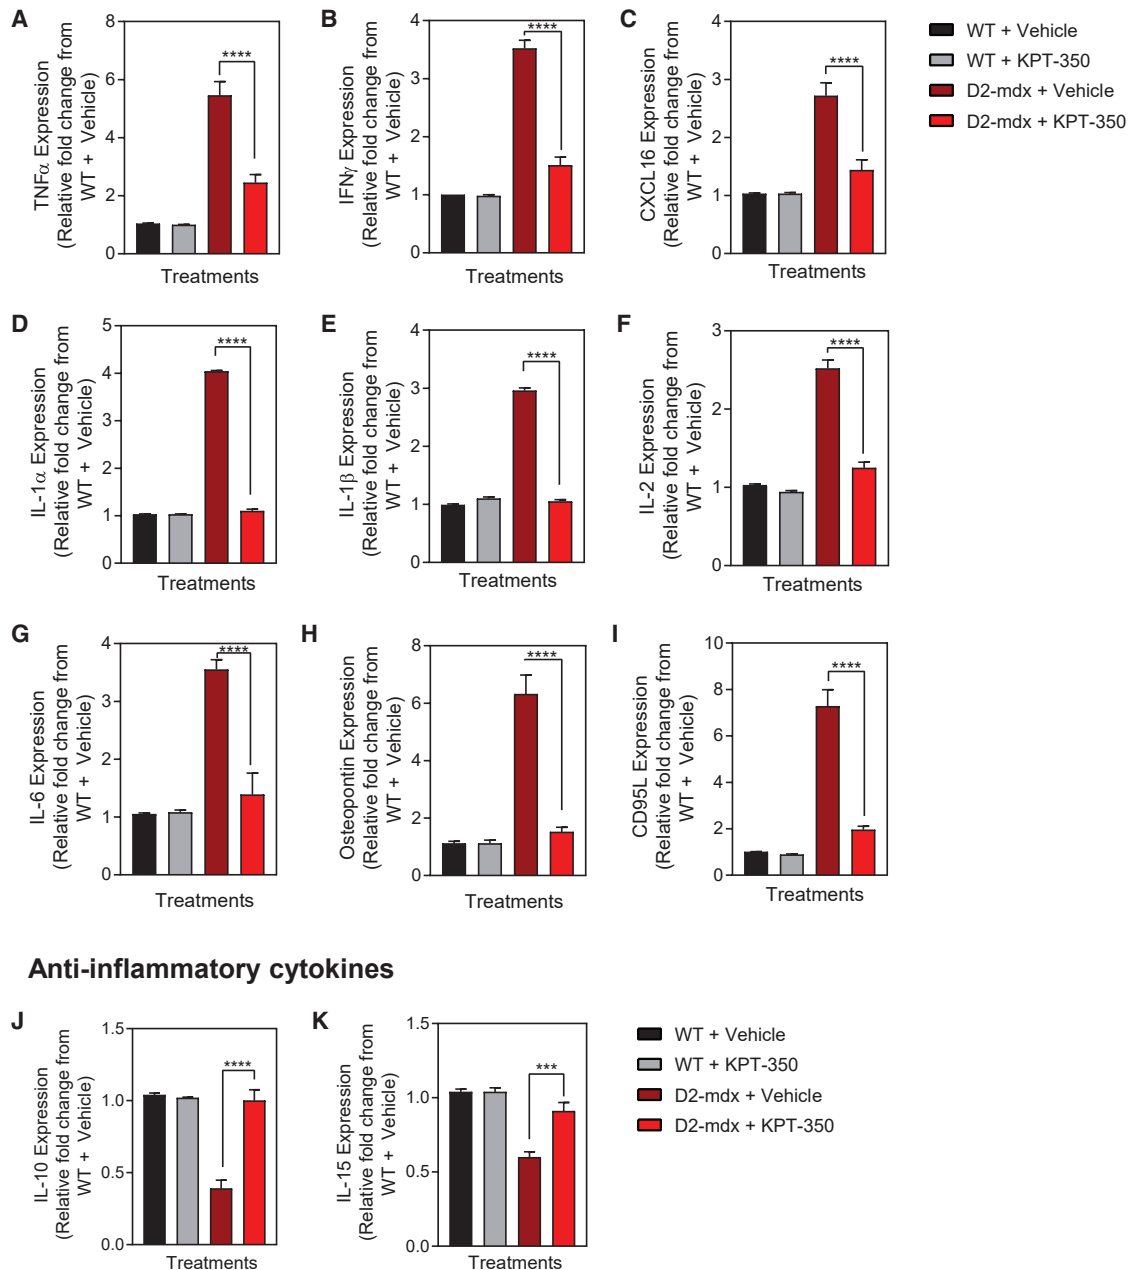 A
TNFα Expression
(Relative fold change from
WT + Vehicle)
8
6
4
2
0
****
Treatments
B
IFNγ Expression
(Relative fold change from
WT + Vehicle)
4
3
2
1
0
****
Treatments
C
CXCL16 Expression
(Relative fold change from
WT + Vehicle)
4
3
2
1
0
****
Treatments
WT + Vehicle
WT + KPT-350
D2-mdx + Vehicle
D2-mdx + KPT-350
D
IL-1α Expression
(Relative fold change from
WT + Vehicle)
5
4
3
2
1
0
****
Treatments
E
IL-1β Expression
(Relative fold change from
WT + Vehicle)
4
3
2
1
0
****
Treatments
F
IL-2 Expression
(Relative fold change from
WT + Vehicle)
3
2
1
0
****
Treatments
G
IL-6 Expression
(Relative fold change from
WT + Vehicle)
4
3
2
1
0
****
Treatments
H
Osteopontin Expression
(Relative fold change from
WT + Vehicle)
8
6
4
2
0
****
Treatments
I
CD95L Expression
(Relative fold change from
WT + Vehicle)
10
8
6
4
2
0
****
Treatments
Anti-inflammatory cytokines
J
IL-10 Expression
(Relative fold change from
WT + Vehicle)
1.5
1.0
0.5
0.0
****
Treatments
K
IL-15 Expression
(Relative fold change from
WT + Vehicle)
1.5
1.0
0.5
0.0
***
Treatments
WT + Vehicle
WT + KPT-350
D2-mdx + Vehicle
D2-mdx + KPT-350